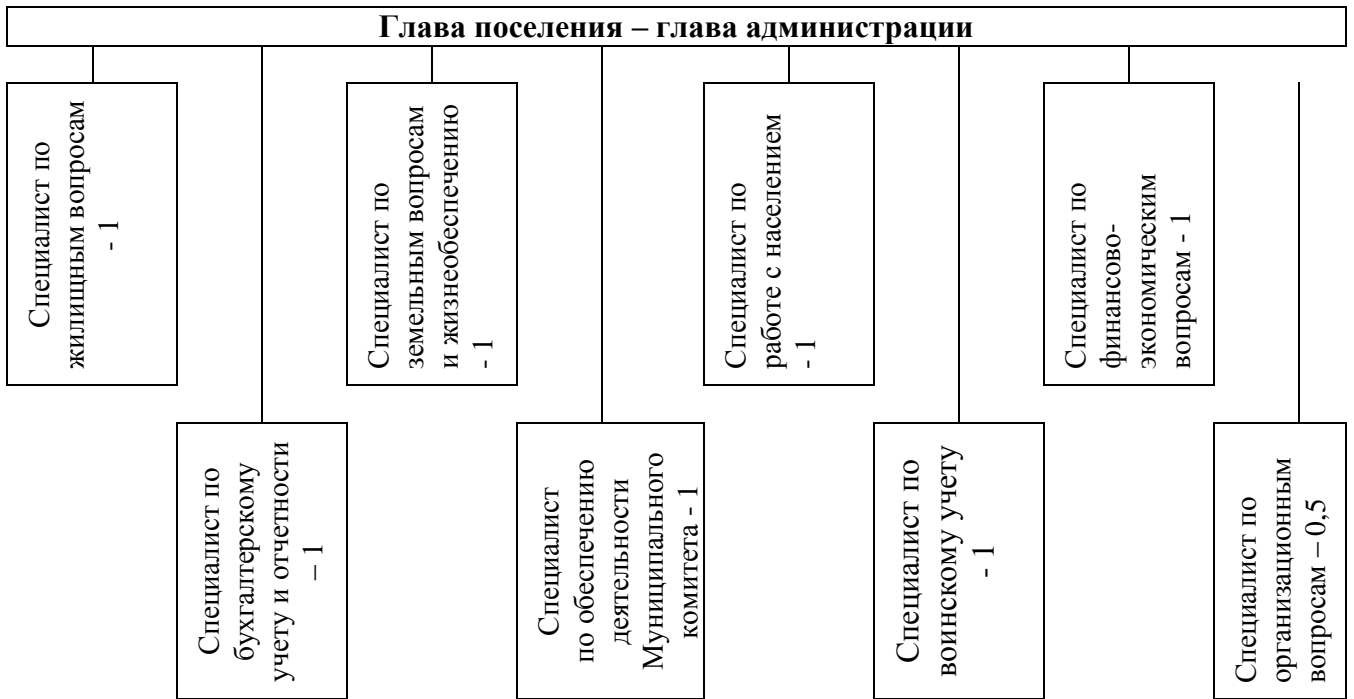 Глава поселения – глава администрации
Специалист по
жилищным вопросам
- 1
Специалист по
земельным вопросам
и жизнеобеспечению
- 1
Специалист по
работе с населением
- 1
Специалист по
финансово-
экономическим
вопросам - 1
Специалист по
бухгалтерскому
учету и отчетности
– 1
Специалист
по обеспечению
деятельности
Муниципального
комитета - 1
Специалист по
воинскому учету
- 1
Специалист по
организационным
вопросам – 0,5